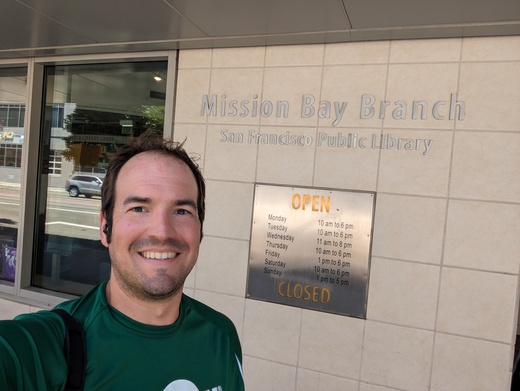 Mission Bay Branch
San Francisco Public Library
OPEN
Monday 10 am to 6 pm
Tuesday 10 am to 6 pm
Wednesday 11 am to 8 pm
Thursday 10 am to 6 pm
Friday 1 pm to 6 pm
Saturday 10 am to 6 pm
Sunday 1 pm to 5 pm
CLOSED